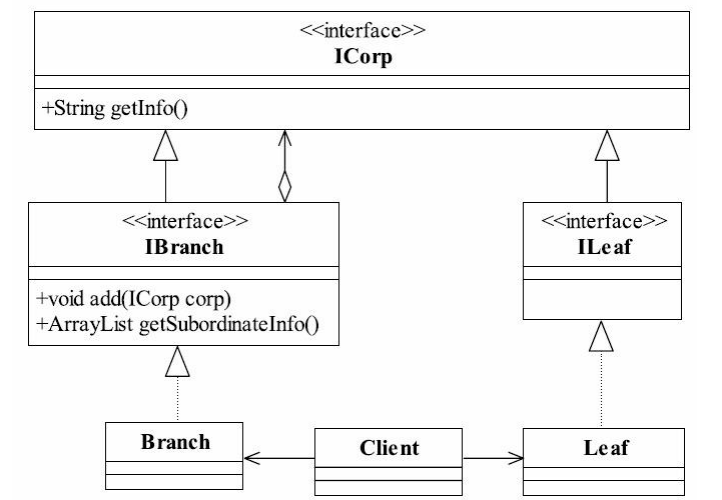 <<interface>>
ICorp
+String getInfo()
<<interface>>
IBranch
+void add(ICorp corp)
+ArrayList getSubordinateInfo()
<<interface>>
ILeaf
Branch
Client
Leaf